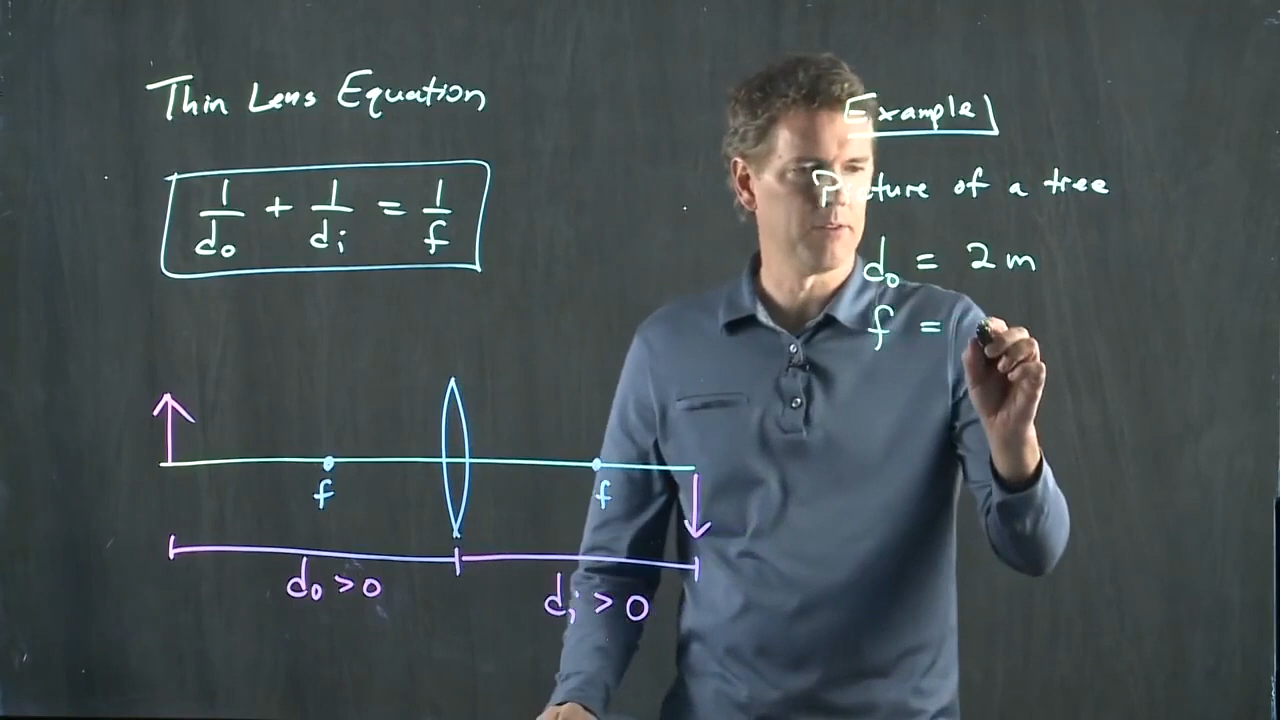 Thin Lens Equation
1/do + 1/di = 1/f
f
f
do > 0
di > 0
Example
Picture of a tree
do = 2 m
f =